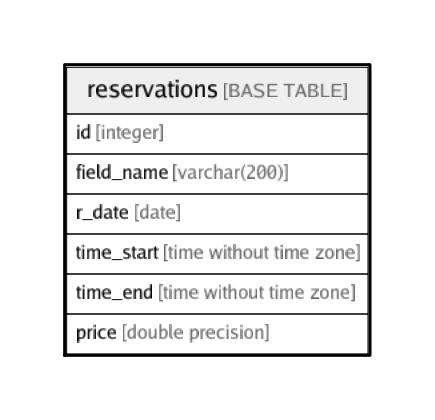 reservations [BASE TABLE]
id [integer]
field_name [varchar(200)]
r_date [date]
time_start [time without time zone]
time_end [time without time zone]
price [double precision]